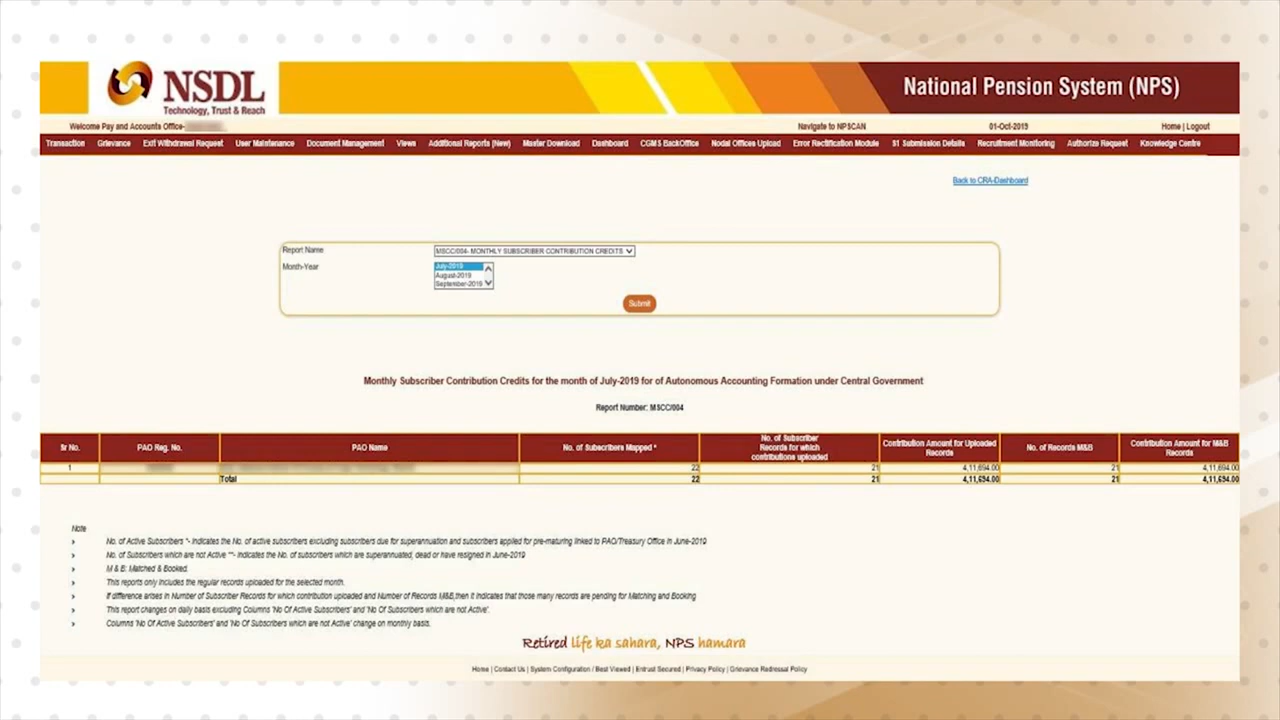 NSDL
Technology, Trust & Reach
National Pension System (NPS)
Welcome Pay and Accounts Office-
Navigate to NPSCAN
01-Oct-2019
Home | Logout
Transaction Grievance Exit Withdrawal Request User Maintenance Document Management Views Additional Reports (New) Master Download Dashboard CGMS BackOffice Nodal Offices Upload Error Rectification Module S1 Submission Details Recruitment Monitoring Authorize Request Knowledge Centre
Back to CRA-Dashboard
Report Name MSCC/004- MONTHLY SUBSCRIBER CONTRIBUTION CREDITS
Month-Year July-2019
August-2019
September-2019
Submit
Monthly Subscriber Contribution Credits for the month of July-2019 for of Autonomous Accounting Formation under Central Government
Report Number: MSCC/004
Sr No. PAO Reg. No. PAO Name No. of Subscribers Mapped * No. of Subscriber Records for which contributions uploaded Contribution Amount for Uploaded Records No. of Records M&B Contribution Amount for M&B Records
1 22 21 4,11,694.00 21 4,11,694.00
Total 22 21 4,11,694.00 21 4,11,694.00
Note
No. of Active Subscribers *- Indicates the No. of active subscribers excluding subscribers due for superannuation and subscribers applied for pre-maturing linked to PAO/Treasury Office in June-2019
No. of Subscribers which are not Active **- Indicates the No. of subscribers which are superannuated, dead or have resigned in June-2019
M & B: Matched & Booked.
This reports only includes the regular records uploaded for the selected month.
If difference arises in Number of Subscriber Records for which contribution uploaded and Number of Records M&B,then it indicates that those many records are pending for Matching and Booking
This report changes on daily basis excluding Columns 'No Of Active Subscribers' and 'No Of Subscribers which are not Active'.
Columns 'No Of Active Subscribers' and 'No Of Subscribers which are not Active' change on monthly basis.
Retired life ka sahara, NPS hamara
Home | Contact Us | System Configuration / Best Viewed | Entrust Secured | Privacy Policy | Grievance Redressal Policy